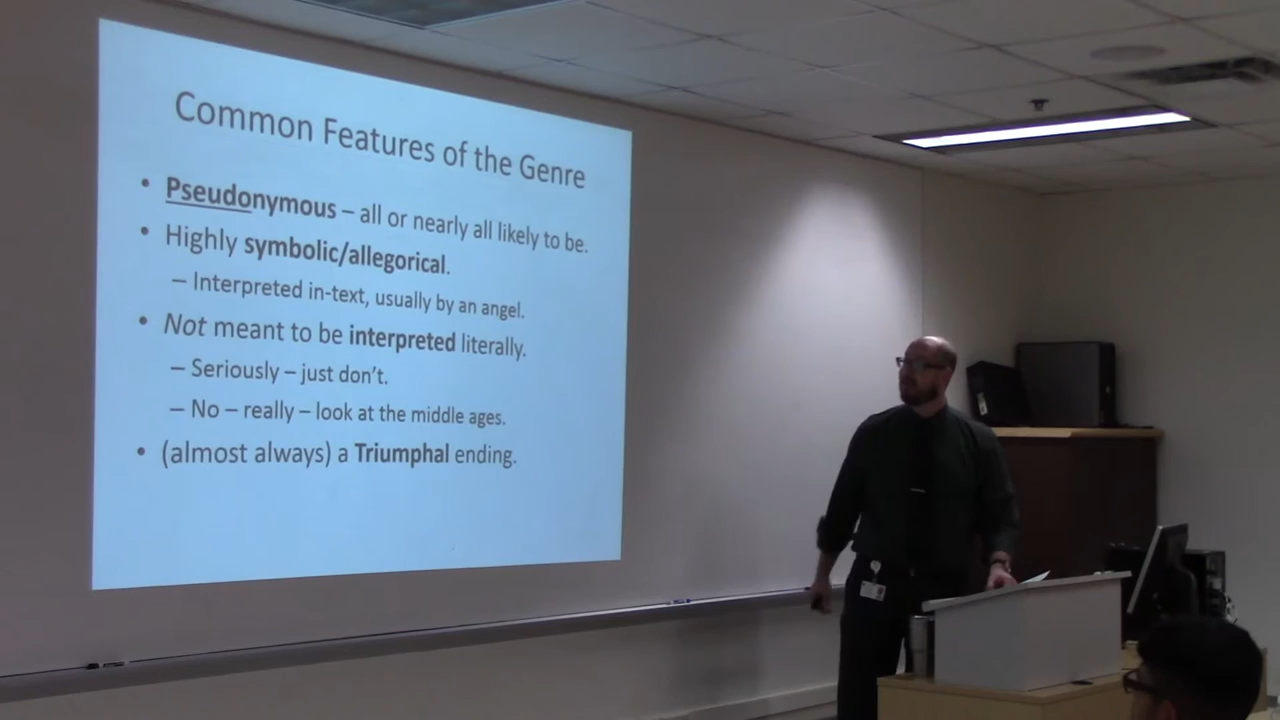 Common Features of the Genre
• Pseudonymous – all or nearly all likely to be.
• Highly symbolic/allegorical.
– Interpreted in-text, usually by an angel.
• Not meant to be interpreted literally.
– Seriously – just don't.
– No – really – look at the middle ages.
• (almost always) a Triumphal ending.